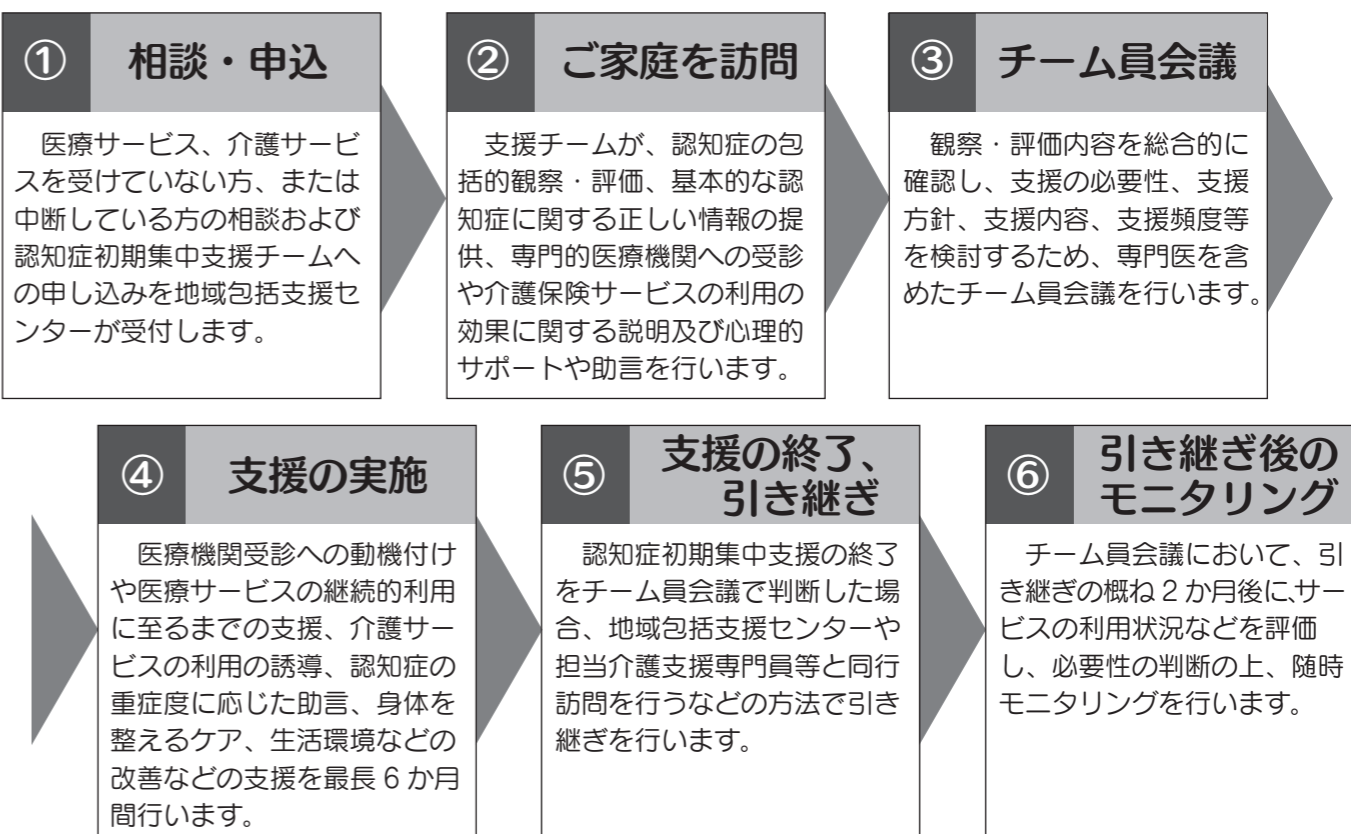 ① 相談・申込
医療サービス、介護サービ
スを受けていない方、または
中断している方の相談および
認知症初期集中支援チームへ
の申し込みを地域包括支援セ
ンターが受付します。
② ご家庭を訪問
支援チームが、認知症の包
括的観察・評価、基本的な認
知症に関する正しい情報の提
供、専門的医療機関への受診
や介護保険サービスの利用の
効果に関する説明及び心理的
サポートや助言を行います。
③ チーム員会議
観察・評価内容を総合的に
確認し、支援の必要性、支援
方針、支援内容、支援頻度等
を検討するため、専門医を含
めたチーム員会議を行います。
④ 支援の実施
医療機関受診への動機付け
や医療サービスの継続的利用
に至るまでの支援、介護サー
ビスの利用の誘導、認知症の
重症度に応じた助言、身体を
整えるケア、生活環境などの
改善などの支援を最長6か月
間行います。
⑤ 支援の終了、
引き継ぎ
認知症初期集中支援の終了
をチーム員会議で判断した場
合、地域包括支援センターや
担当介護支援専門員等と同行
訪問を行うなどの方法で引き
継ぎを行います。
⑥ 引き継ぎ後の
モニタリング
チーム員会議において、引
き継ぎの概ね2か月後に、サー
ビスの利用状況などを評価
し、必要性の判断の上、随時
モニタリングを行います。